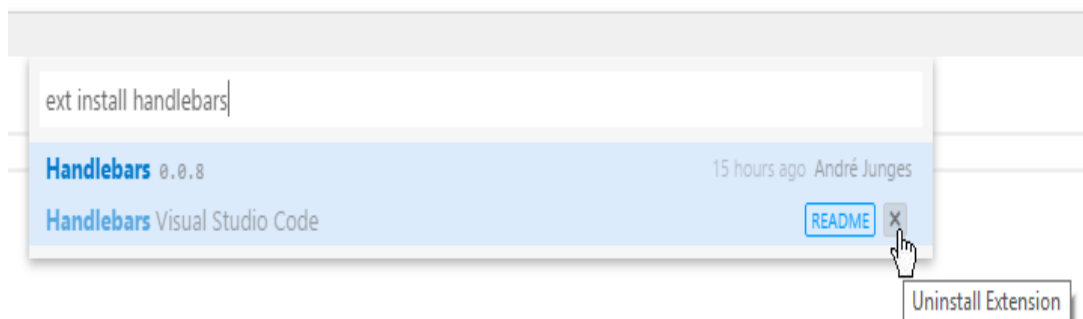 ext install handlebars
Handlebars 0.0.8 15 hours ago André Junges
Handlebars Visual Studio Code README X
Uninstall Extension